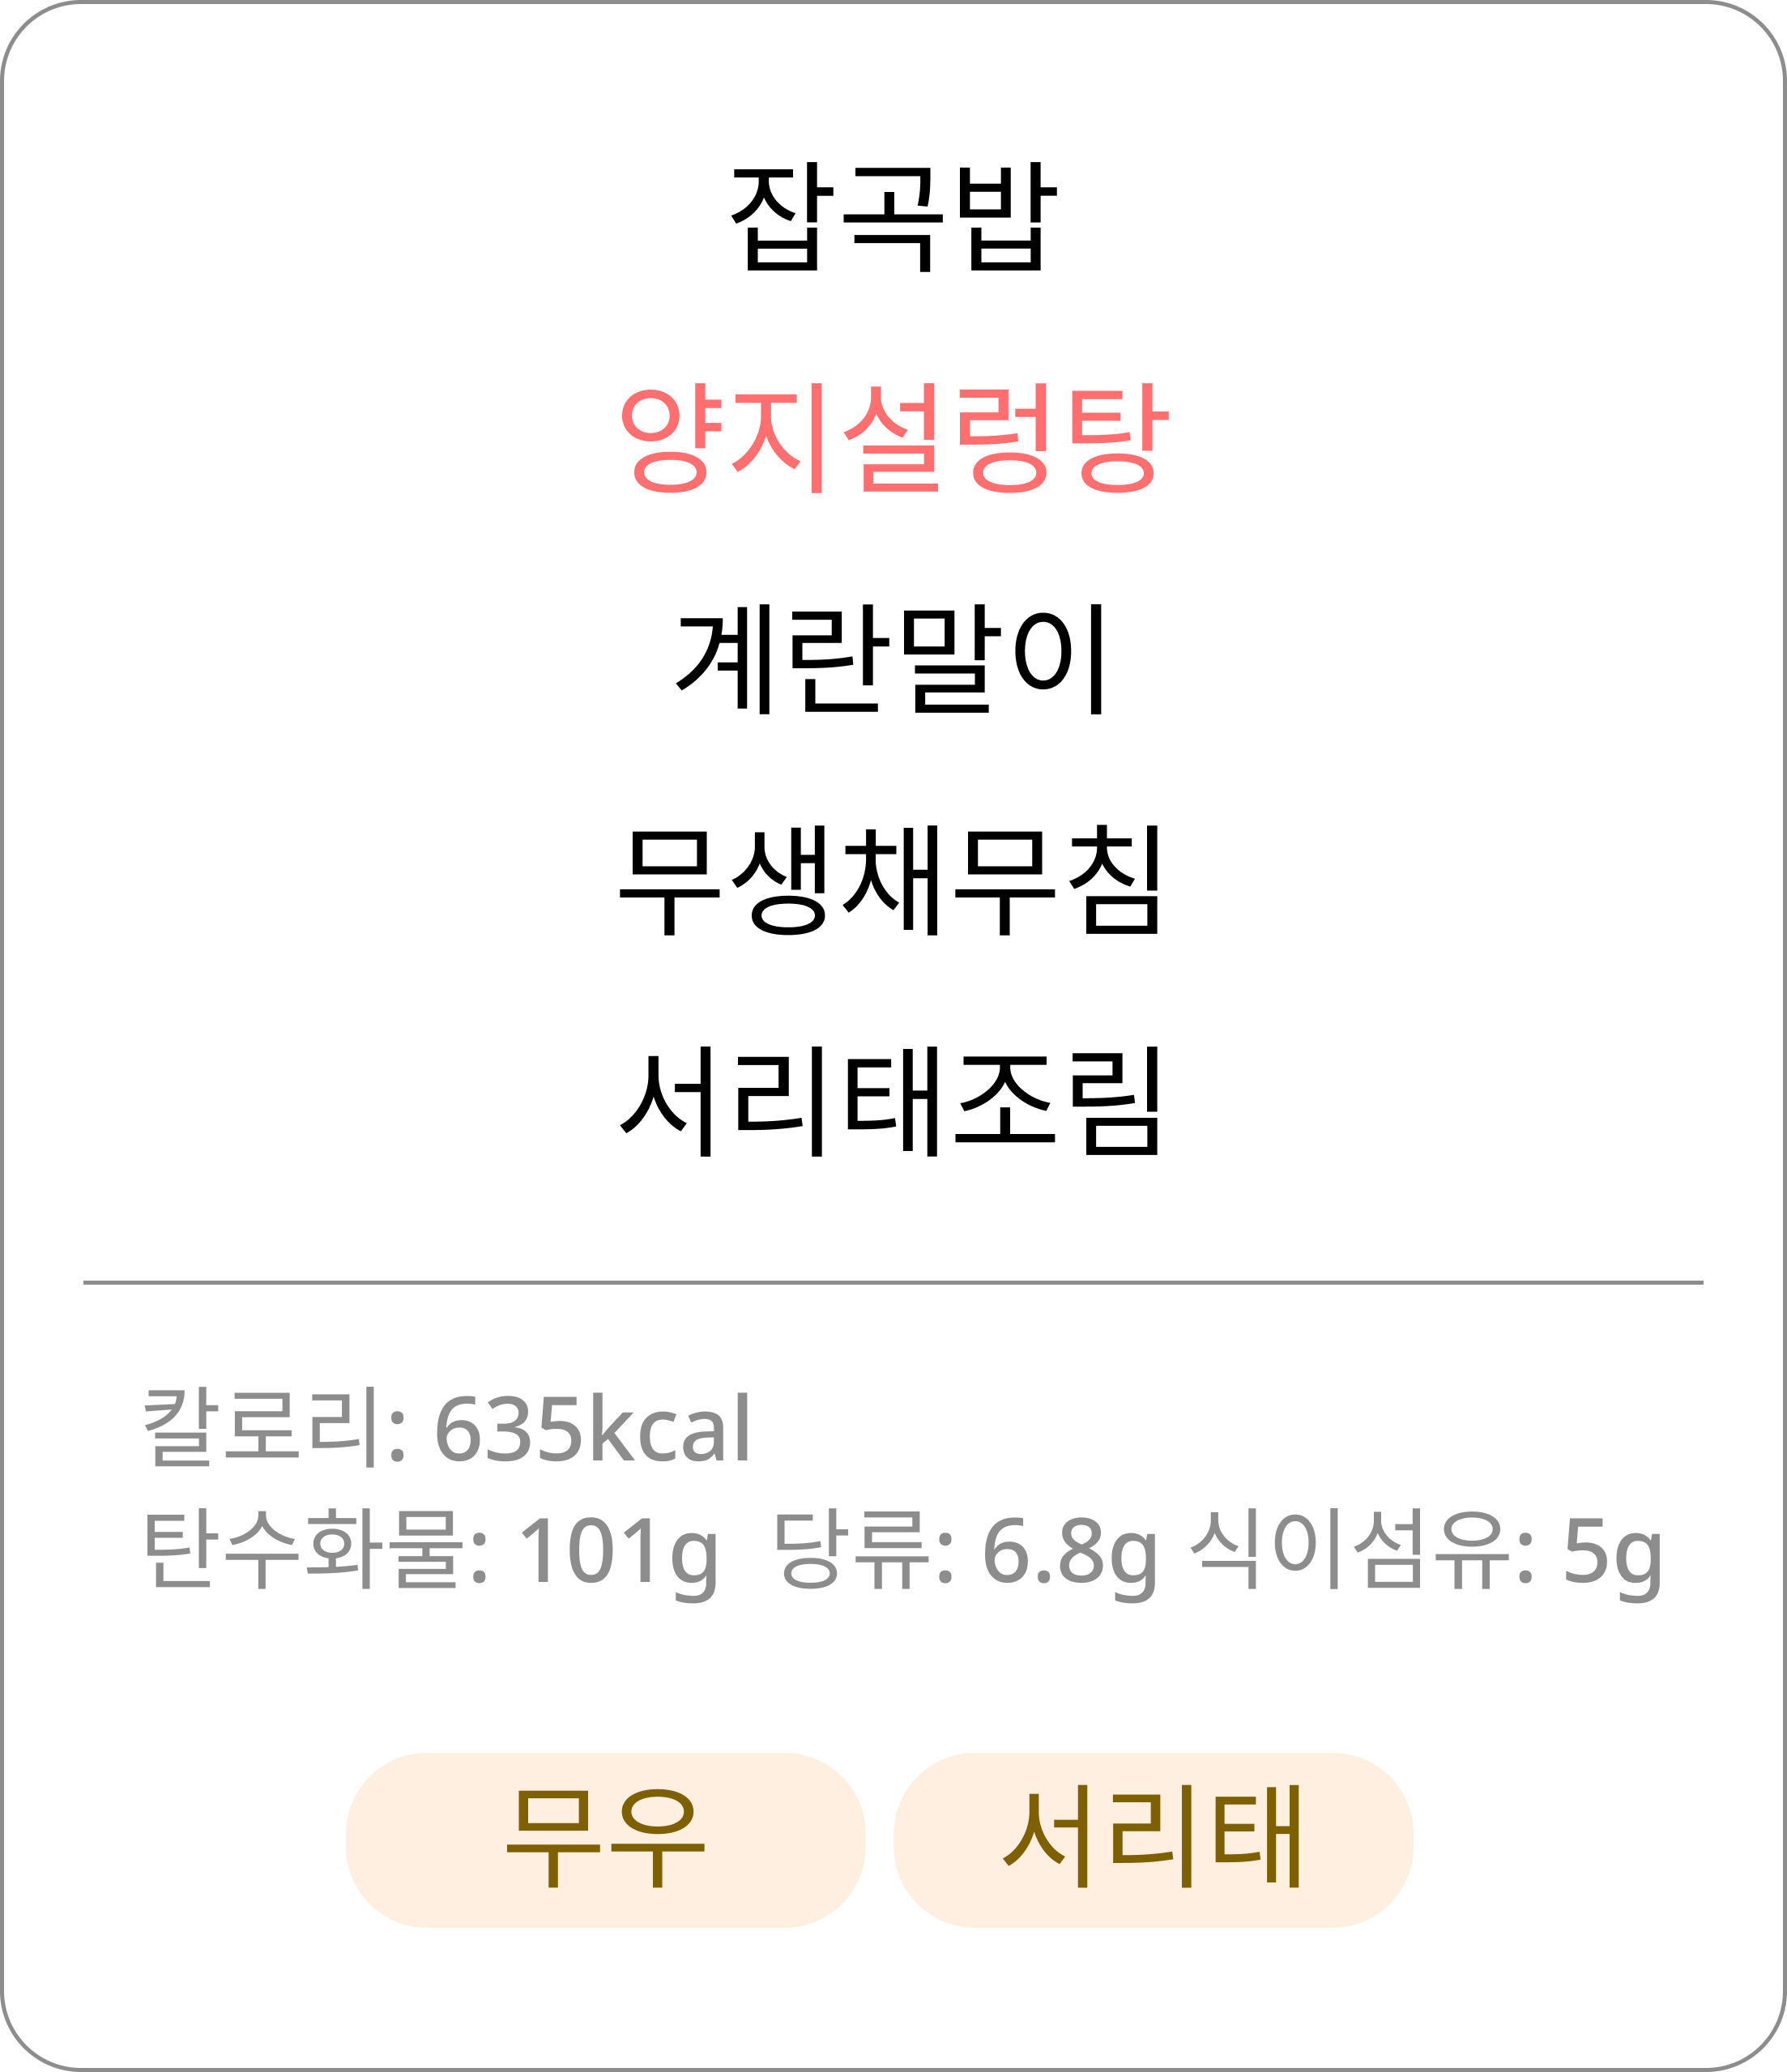 잡곡밥
양지설렁탕
계란말이
무생채무침
서리태조림
칼로리: 635kcal
탄수화물: 101g 당류: 6.8g 식이섬유: 5g
무우 서리태